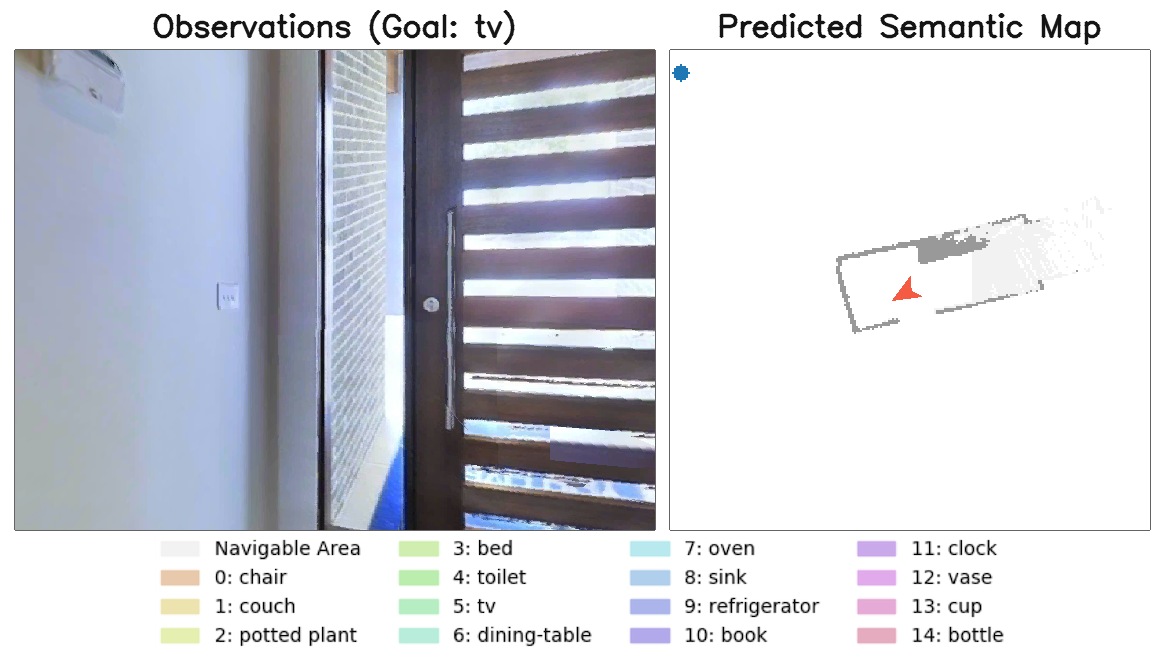 Observations (Goal: tv)
Predicted Semantic Map
Navigable Area
0: chair
1: couch
2: potted plant
3: bed
4: toilet
5: tv
6: dining-table
7: oven
8: sink
9: refrigerator
10: book
11: clock
12: vase
13: cup
14: bottle